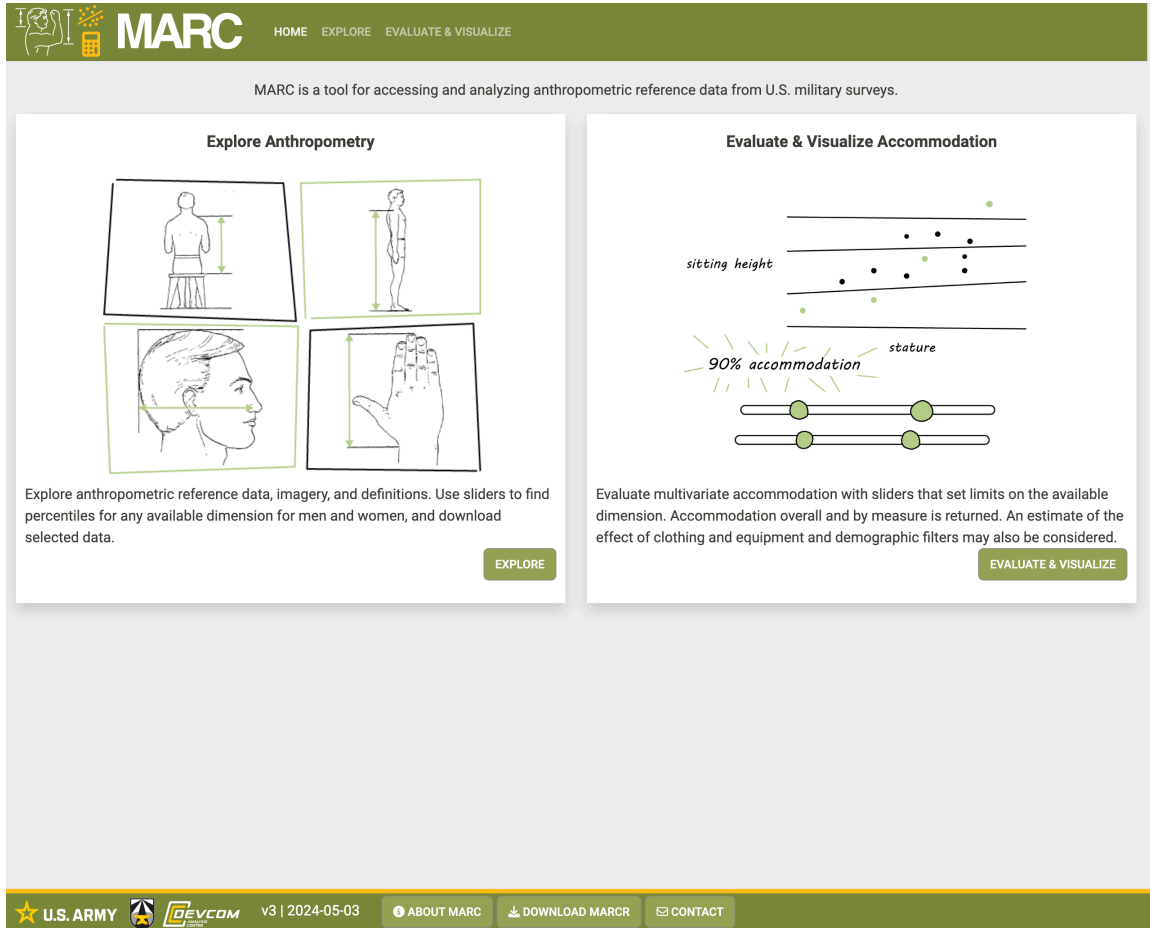 MARC
HOME EXPLORE EVALUATE & VISUALIZE
MARC is a tool for accessing and analyzing anthropometric reference data from U.S. military surveys.
Explore Anthropometry
Explore anthropometric reference data, imagery, and definitions. Use sliders to find
percentiles for any available dimension for men and women, and download
selected data.
EXPLORE
Evaluate & Visualize Accommodation
sitting height
stature
90% accommodation
Evaluate multivariate accommodation with sliders that set limits on the available
dimension. Accommodation overall and by measure is returned. An estimate of the
effect of clothing and equipment and demographic filters may also be considered.
EVALUATE & VISUALIZE
U.S. ARMY
DEVCOM
ANALYSIS
CENTER
v3 | 2024-05-03
ABOUT MARC
DOWNLOAD MARCR
CONTACT